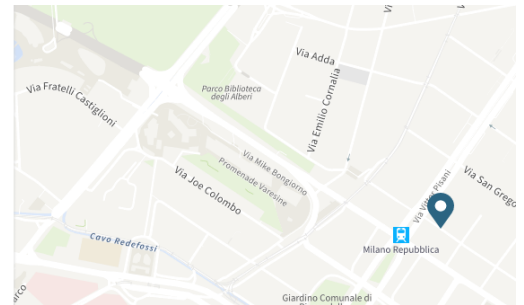 Via Adda
Via Fratelli Castiglioni
Parco Biblioteca
degli Alberi
Via Emilio Cornalia
Via Mike Bongiorno
Promenade Varesine
Via San Grego
Via Joe Colombo
Via Vittor Pisani
Cavo Redefossi
Milano Repubblica
arco
Giardino Comunale di